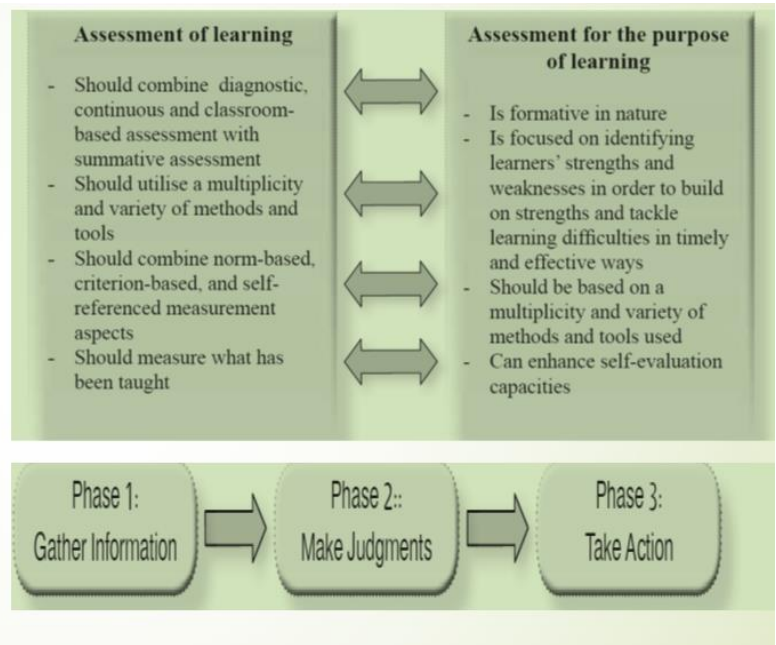 Assessment of learning
- Should combine diagnostic,
continuous and classroom-
based assessment with
summative assessment
- Should utilise a multiplicity
and variety of methods and
tools
- Should combine norm-based,
criterion-based, and self-
referenced measurement
aspects
- Should measure what has
been taught
Assessment for the purpose
of learning
- Is formative in nature
- Is focused on identifying
learners’ strengths and
weaknesses in order to build
on strengths and tackle
learning difficulties in timely
and effective ways
- Should be based on a
multiplicity and variety of
methods and tools used
- Can enhance self-evaluation
capacities
Phase 1:
Gather Information
Phase 2::
Make Judgments
Phase 3:
Take Action